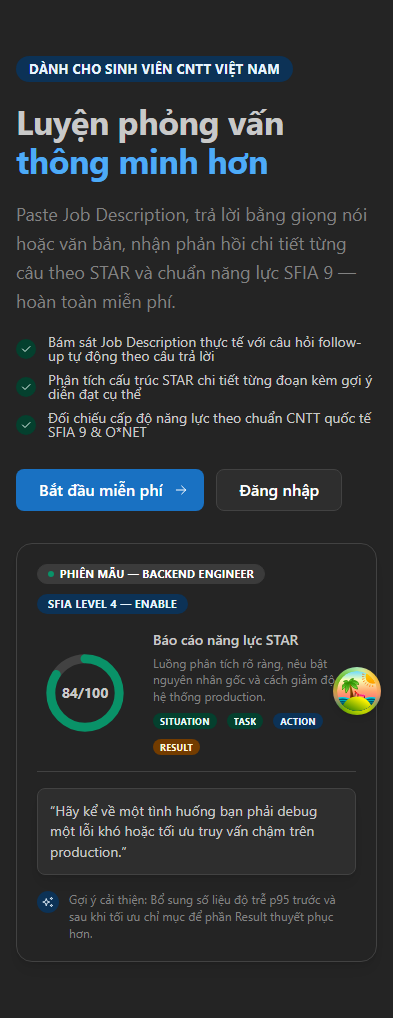 DÀNH CHO SINH VIÊN CNTT VIỆT NAM
Luyện phỏng vấn
thông minh hơn
Paste Job Description, trả lời bằng giọng nói
hoặc văn bản, nhận phản hồi chi tiết từng
câu theo STAR và chuẩn năng lực SFIA 9 —
hoàn toàn miễn phí.
Bám sát Job Description thực tế với câu hỏi follow-
up tự động theo câu trả lời
Phân tích cấu trúc STAR chi tiết từng đoạn kèm gợi ý
diễn đạt cụ thể
Đối chiếu cấp độ năng lực theo chuẩn CNTT quốc tế
SFIA 9 & O*NET
Bắt đầu miễn phí
Đăng nhập
PHIÊN MẪU — BACKEND ENGINEER
SFIA LEVEL 4 — ENABLE
84/100
Báo cáo năng lực STAR
Luồng phân tích rõ ràng, nêu bật
nguyên nhân gốc và cách giảm độ
hệ thống production.
SITUATION
TASK
ACTION
RESULT
“Hãy kể về một tình huống bạn phải debug
một lỗi khó hoặc tối ưu truy vấn chậm trên
production.”
Gợi ý cải thiện: Bổ sung số liệu độ trễ p95 trước và
sau khi tối ưu chỉ mục để phần Result thuyết phục
hơn.